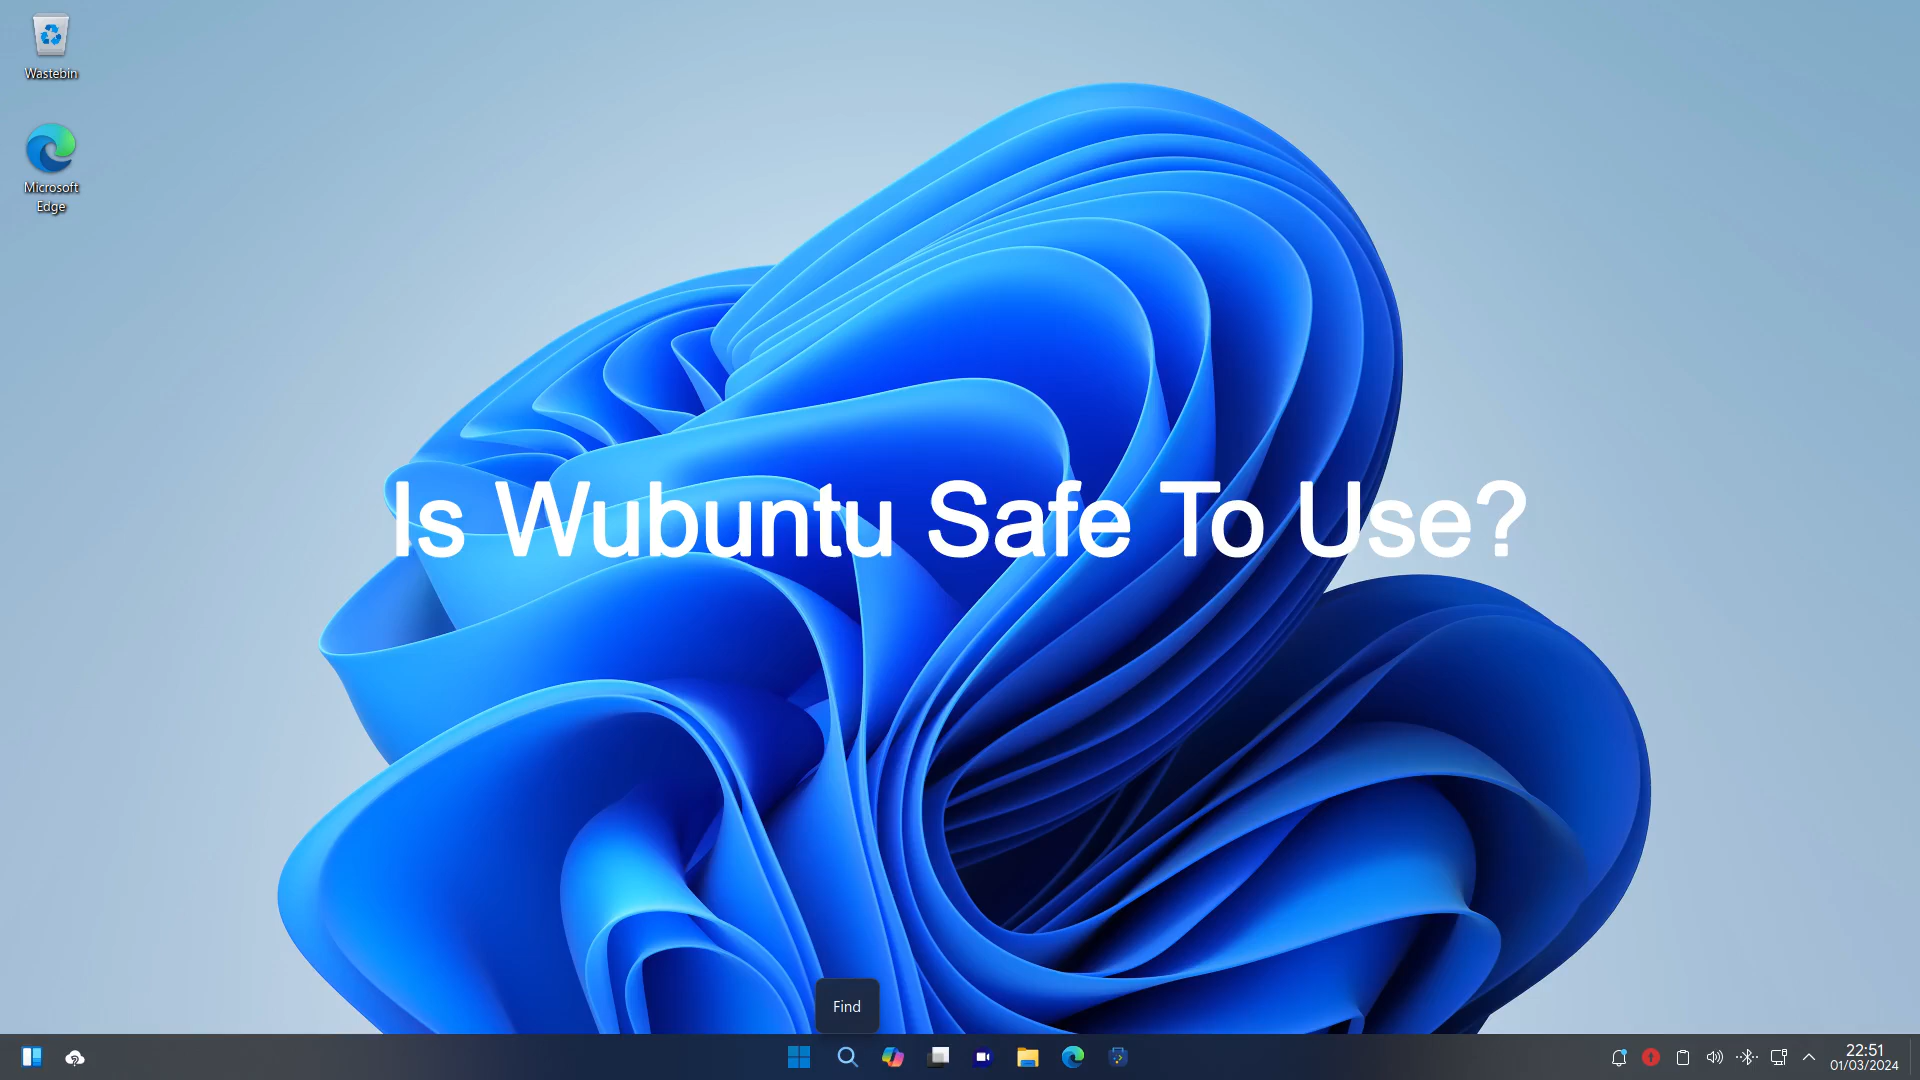 Wastebin
Microsoft
Edge
Is Wubuntu Safe To Use?
Find
22:51
01/03/2024